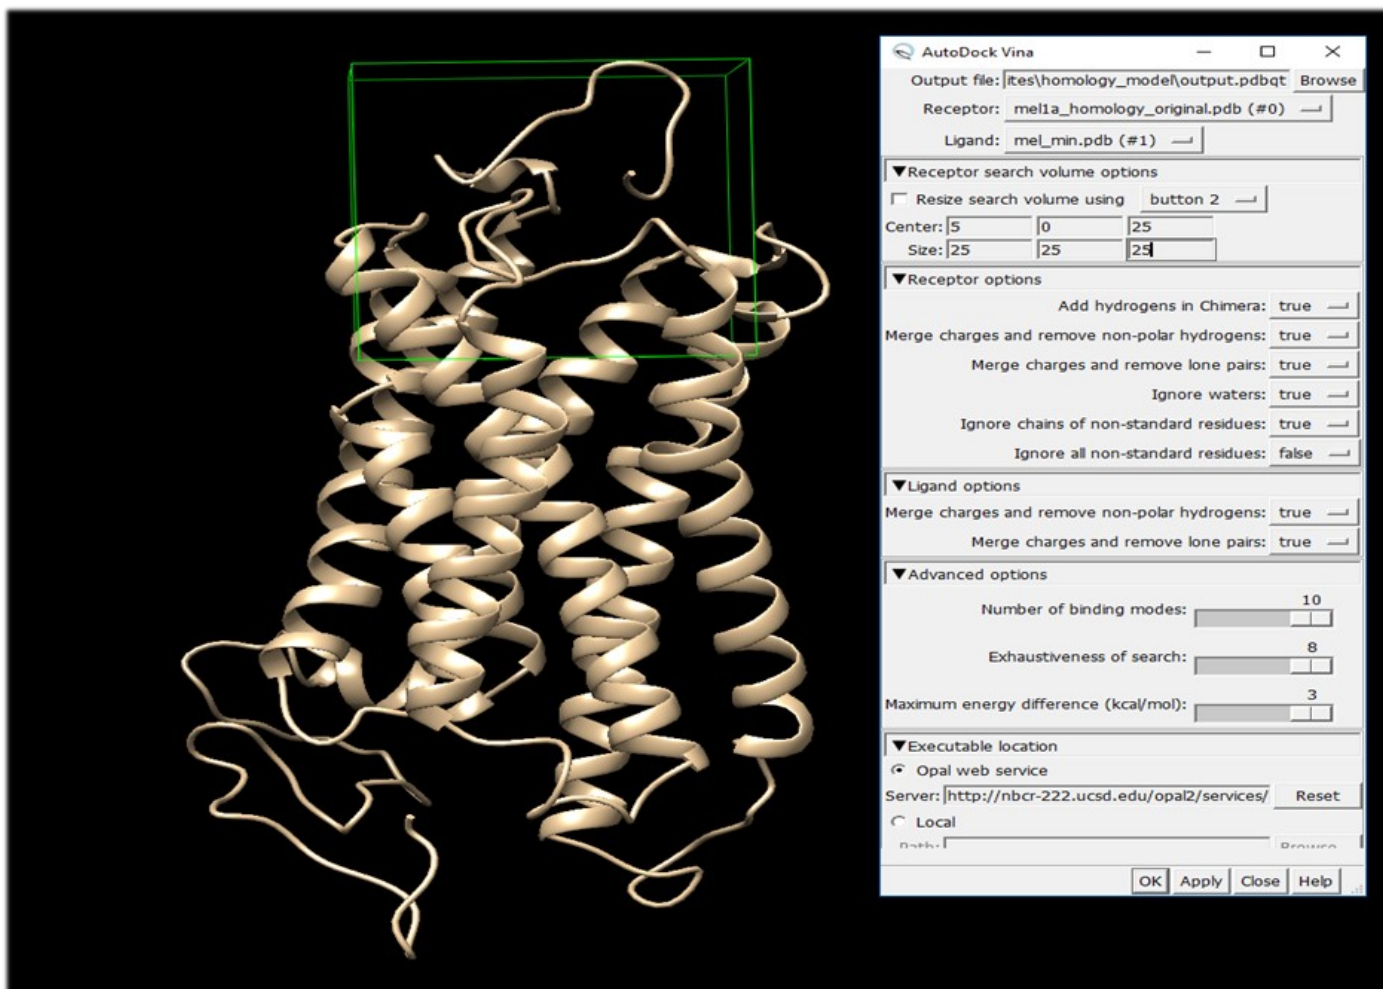 AutoDock Vina
Output file: ites\homology_model\output.pdbqt Browse
Receptor: mel1a_homology_original.pdb (#0)
Ligand: mel_min.pdb (#1)
▼Receptor search volume options
Resize search volume using button 2
Center: 5 0 25
Size: 25 25 25
▼Receptor options
Add hydrogens in Chimera: true
Merge charges and remove non-polar hydrogens: true
Merge charges and remove lone pairs: true
Ignore waters: true
Ignore chains of non-standard residues: true
Ignore all non-standard residues: false
▼Ligand options
Merge charges and remove non-polar hydrogens: true
Merge charges and remove lone pairs: true
▼Advanced options
10
Number of binding modes:
8
Exhaustiveness of search:
3
Maximum energy difference (kcal/mol):
▼Executable location
Opal web service
Server: http://nbcr-222.ucsd.edu/opal2/services/ Reset
Local
Path: Browse
OK Apply Close Help